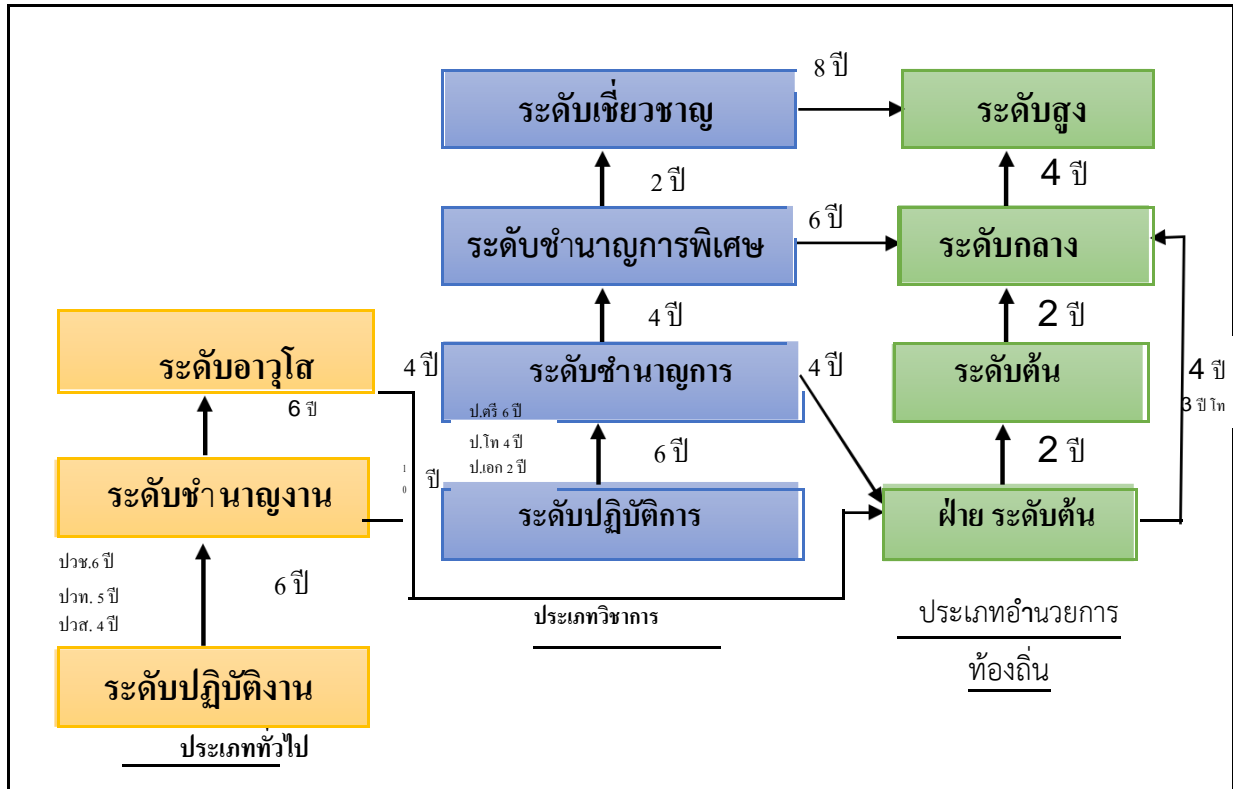 8 ปี
ระดับเชี่ยวชาญ
ระดับสูง
2 ปี
4 ปี
ระดับชำนาญการพิเศษ
6 ปี
ระดับกลาง
4 ปี
2 ปี
ระดับอาวุโส
4 ปี
ระดับชำนาญการ
4 ปี
ระดับต้น
4 ปี
3 ปี โท
6 ปี
ป.ตรี 6 ปี
ป.โท 4 ปี
ป.เอก 2 ปี
6 ปี
2 ปี
ระดับชำนาญงาน
10 ปี
ระดับปฏิบัติการ
ฝ่าย ระดับต้น
ปวช.6 ปี
ปวท. 5 ปี
ปวส. 4 ปี
6 ปี
ประเภทวิชาการ
ประเภทอำนวยการ
ท้องถิ่น
ระดับปฏิบัติงาน
ประเภททั่วไป